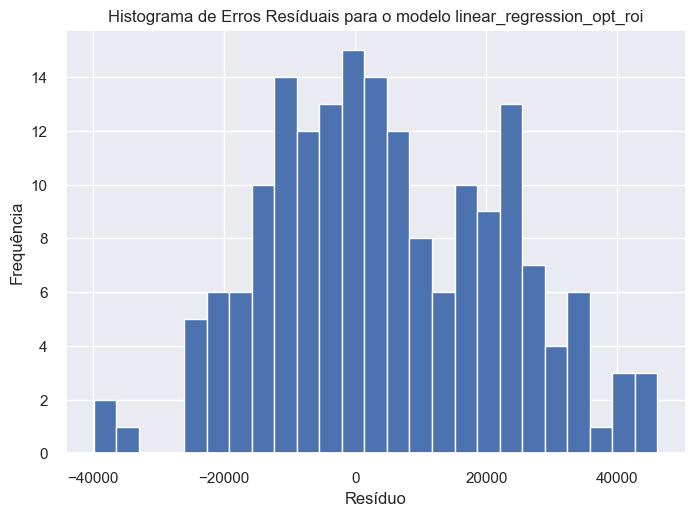 Histograma de Erros Resíduais para o modelo linear_regression_opt_roi
14
12
10
8
6
4
2
0
Frequência
−40000 −20000 0 20000 40000
Resíduo